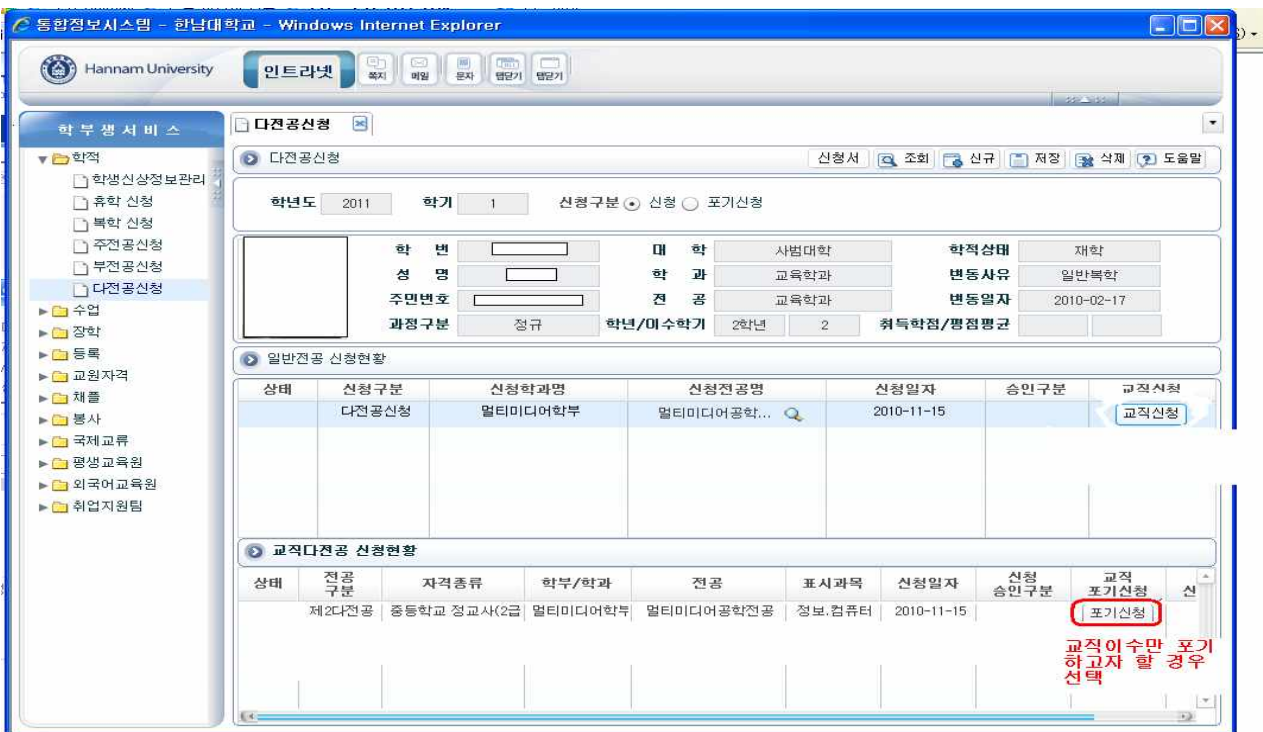 통합정보시스템 - 한남대학교 - Windows Internet Explorer
Hannam University 인트라넷 쪽지 메일 문자 탭닫기 탭닫기
학부생서비스
학적
학생신상정보관리
휴학 신청
복학 신청
주전공신청
부전공신청
다전공신청
수업
장학
등록
교원자격
채플
봉사
국제교류
평생교육원
외국어교육원
취업지원팀
다전공신청
다전공신청 신청서 조회 신규 저장 삭제 도움말
학년도 2011 학기 1 신청구분 신청 포기신청
학 번 대 학 사범대학 학적상태 재학
성 명 학 과 교육학과 변동사유 일반복학
주민번호 전 공 교육학과 변동일자 2010-02-17
과정구분 정규 학년/이수학기 2학년 2 취득학점/평점평균
일반전공 신청현황
상태 신청구분 신청학과명 신청전공명 신청일자 승인구분 교직신청
다전공신청 멀티미디어학부 멀티미디어공학... 2010-11-15 교직신청
교직다전공 신청현황
상태 전공구분 자격종류 학부/학과 전공 표시과목 신청일자 신청승인구분 교직포기신청 신
제2다전공 중등학교 정교사(2급 멀티미디어학부 멀티미디어공학전공 정보.컴퓨터 2010-11-15 포기신청
교직이수만 포기
하고자 할 경우
선택